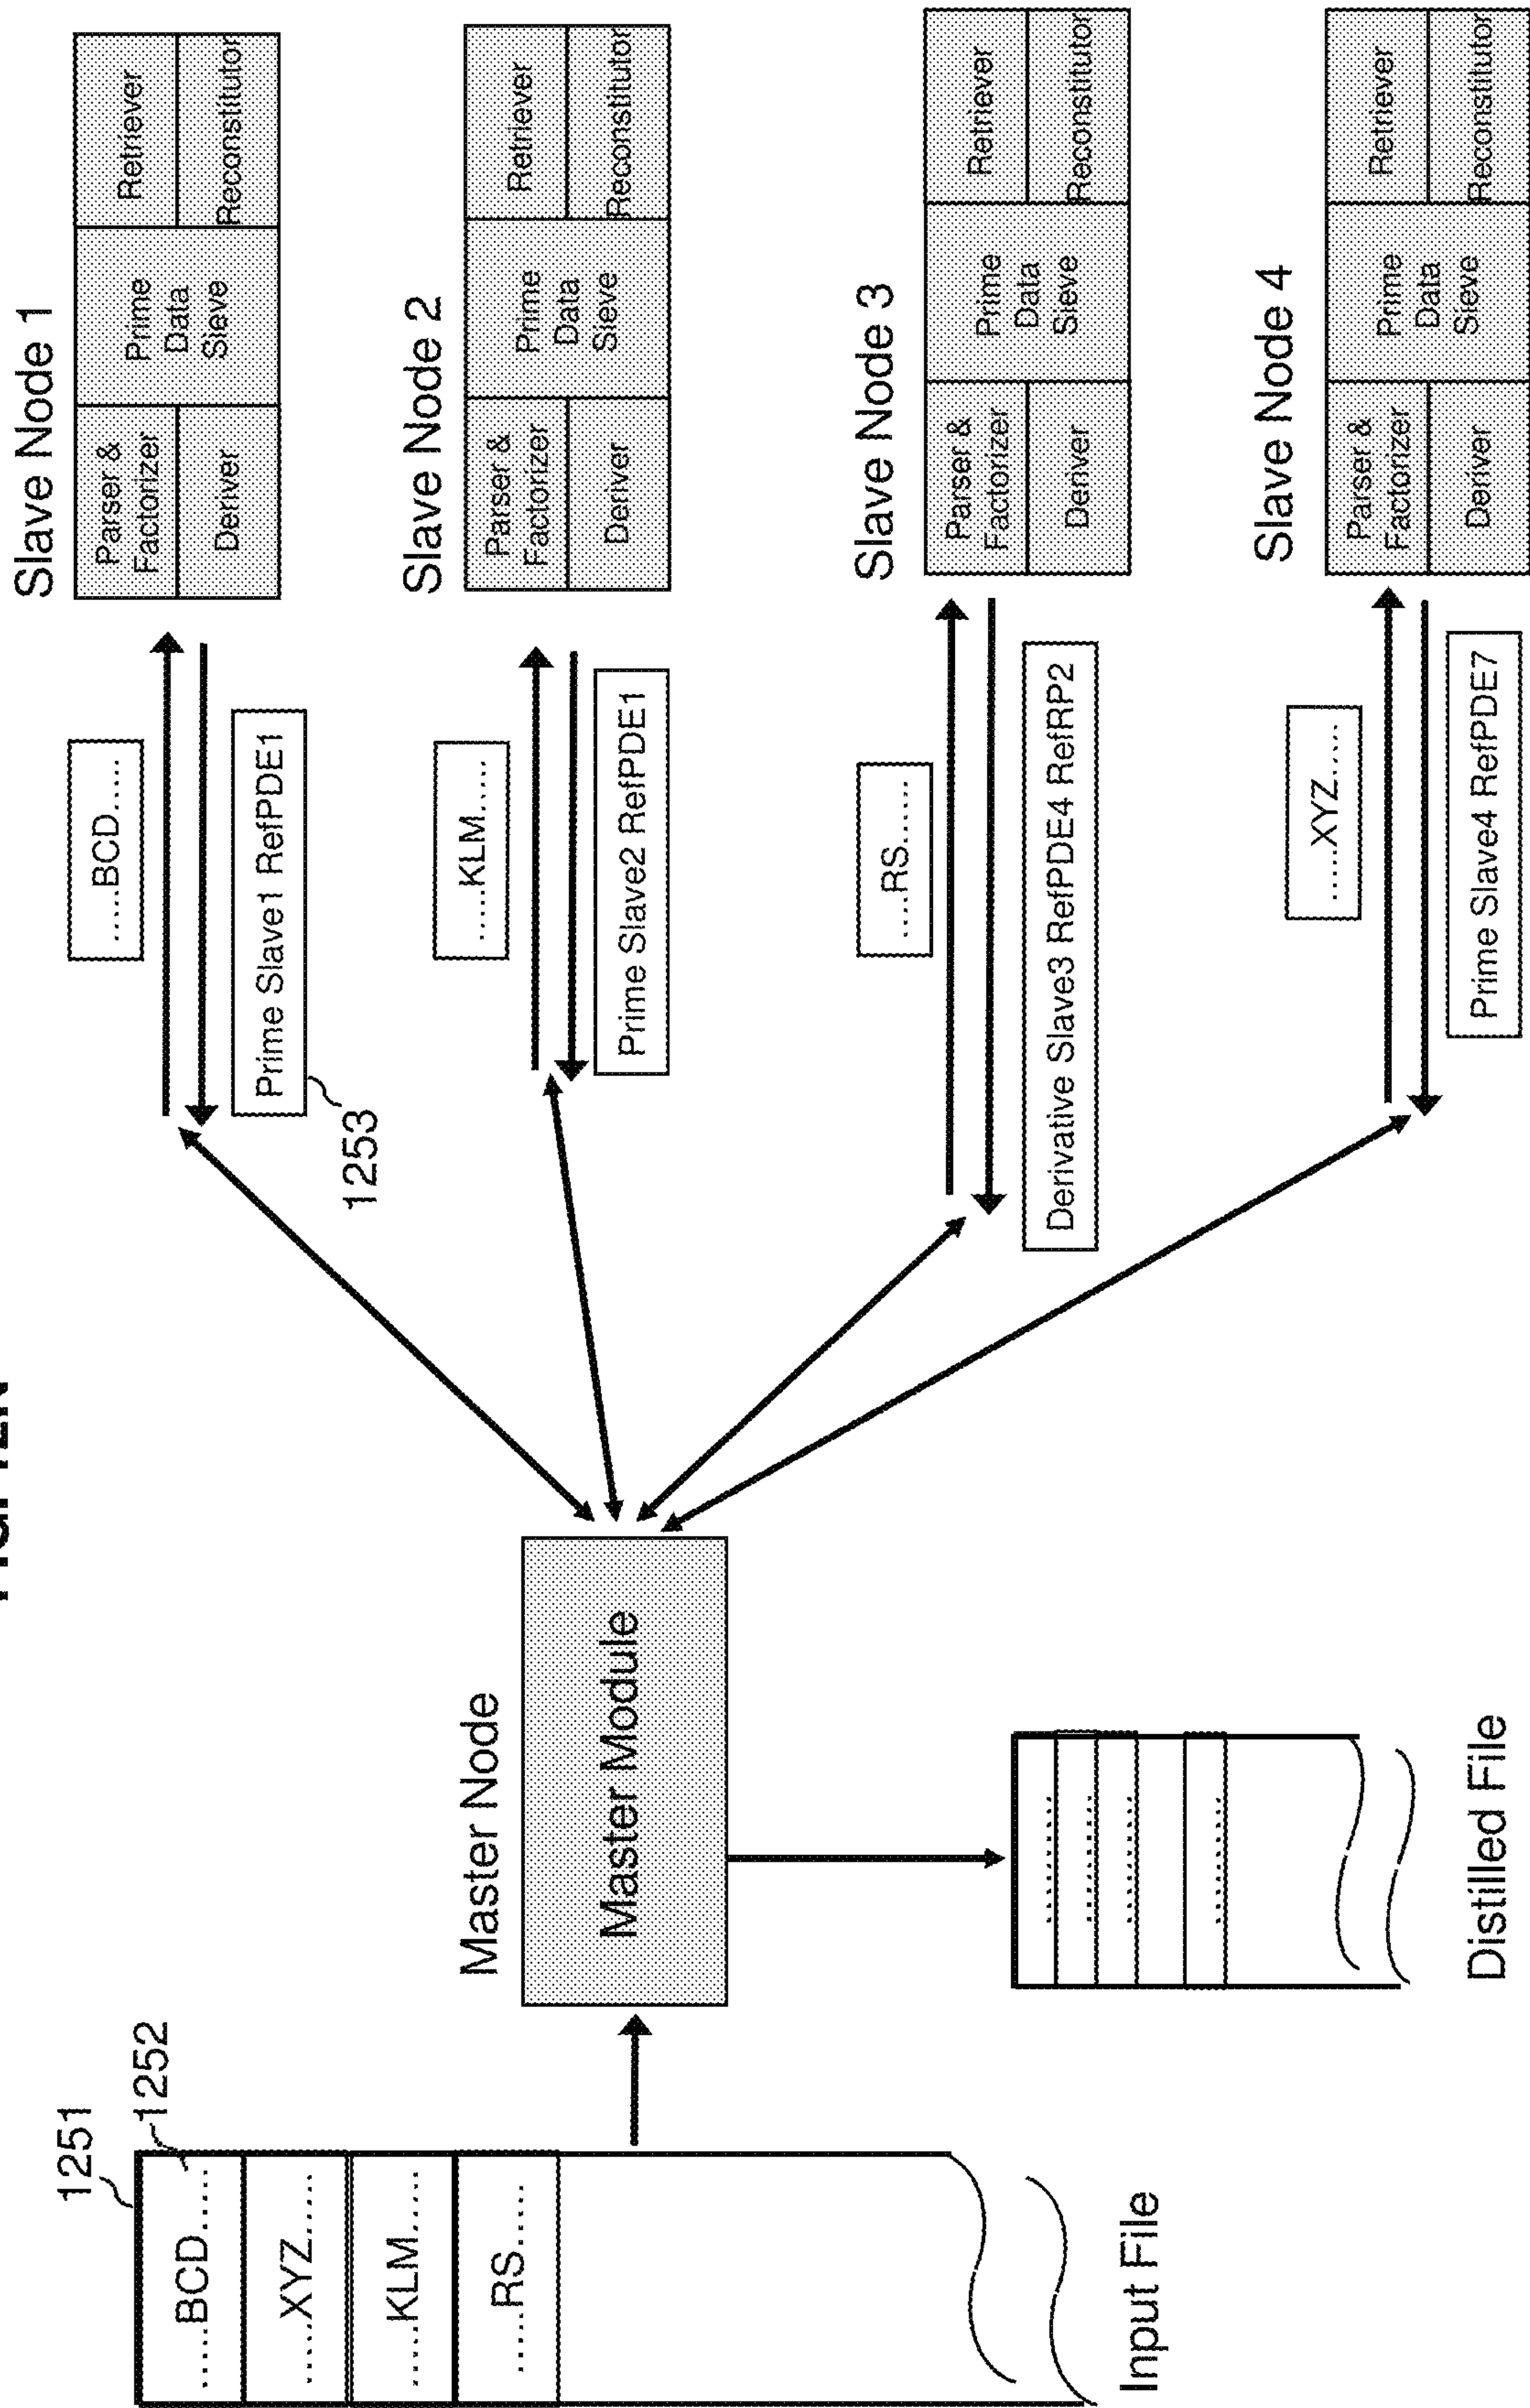 1251
1252
.....BCD.....
.....XYZ.....
.....KLM.....
.....RS.....
Input File
Master Node
Master Module
Distilled File
.....BCD.....
Prime Slave1 RefPDE1
1253
.....KLM.....
Prime Slave2 RefPDE1
....RS......
Derivative Slave3 RefPDE4 RefRP2
.....XYZ.....
Prime Slave4 RefPDE7
Slave Node 1
Parser &
Factorizer
Deriver
Prime
Data
Sieve
Retriever
Reconstitutor
Slave Node 2
Parser &
Factorizer
Deriver
Prime
Data
Sieve
Retriever
Reconstitutor
Slave Node 3
Parser &
Factorizer
Deriver
Prime
Data
Sieve
Retriever
Reconstitutor
Slave Node 4
Parser &
Factorizer
Deriver
Prime
Data
Sieve
Retriever
Reconstitutor